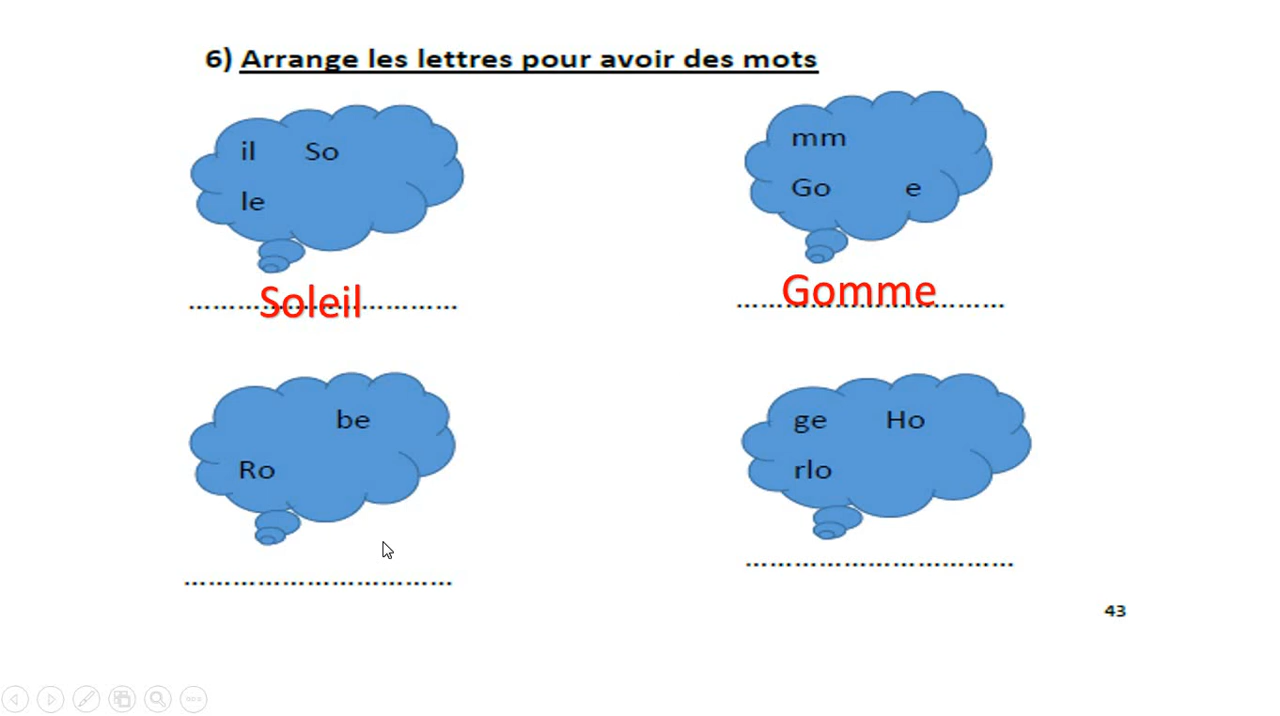 6) Arrange les lettres pour avoir des mots
il So
le
mm
Go e
Soleil
Gomme
be
Ro
ge Ho
rlo
43